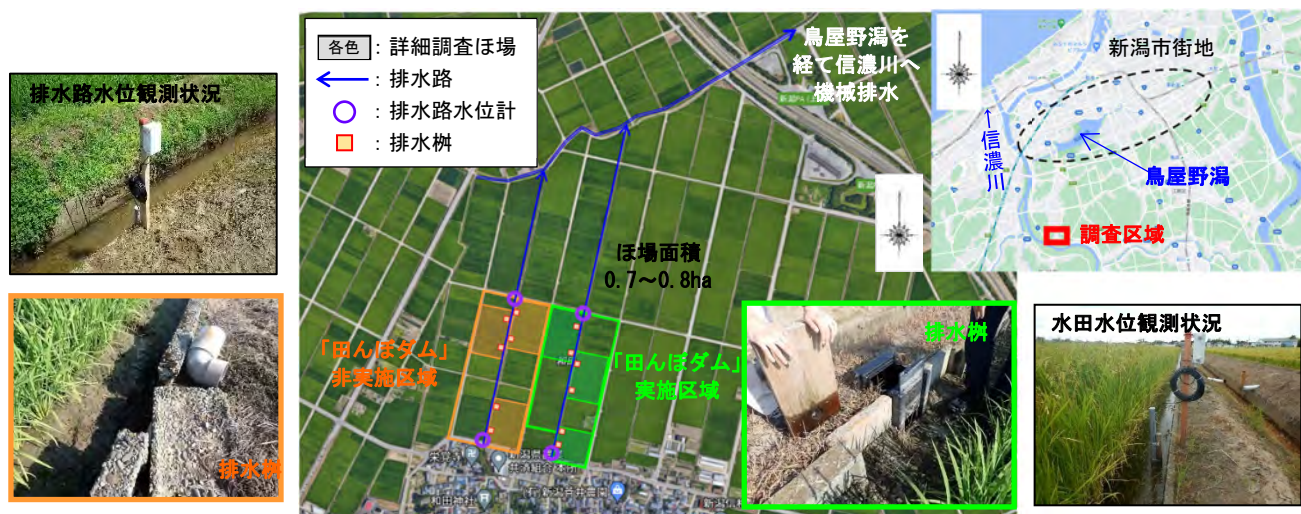 排水路水位観測状況
各色：詳細調査ほ場
：排水路
：排水路水位計
：排水桝
鳥屋野潟を
経て信濃川へ
機械排水
新潟市街地
←信濃川
鳥屋野潟
調査区域
ほ場面積
0.7～0.8ha
「田んぼダム」
非実施区域
「田んぼダム」
実施区域
排水桝
排水桝
水田水位観測状況
和田神社